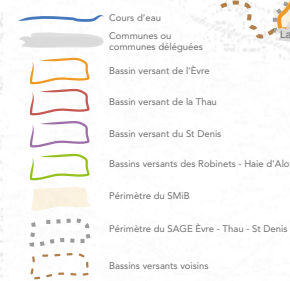 Cours d'eau
Communes ou
communes déléguées
Bassin versant de l'Èvre
Bassin versant de la Thau
Bassin versant du St Denis
Bassins versants des Robinets - Haie d'Alot
Périmètre du SMiB
Périmètre du SAGE Èvre - Thau - St Denis
Bassins versants voisins
La